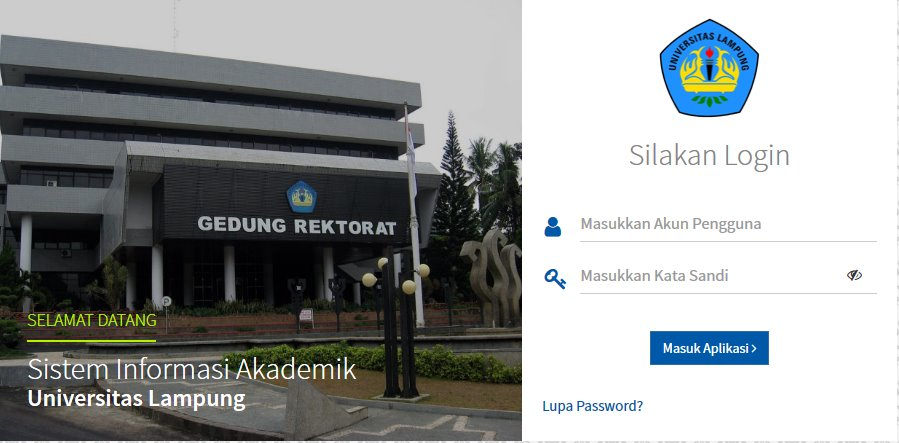 GEDUNG REKTORAT
SELAMAT DATANG
Sistem Informasi Akademik
Universitas Lampung
UNIVERSITAS LAMPUNG
Silakan Login
Masukkan Akun Pengguna
Masukkan Kata Sandi
Masuk Aplikasi ›
Lupa Password?